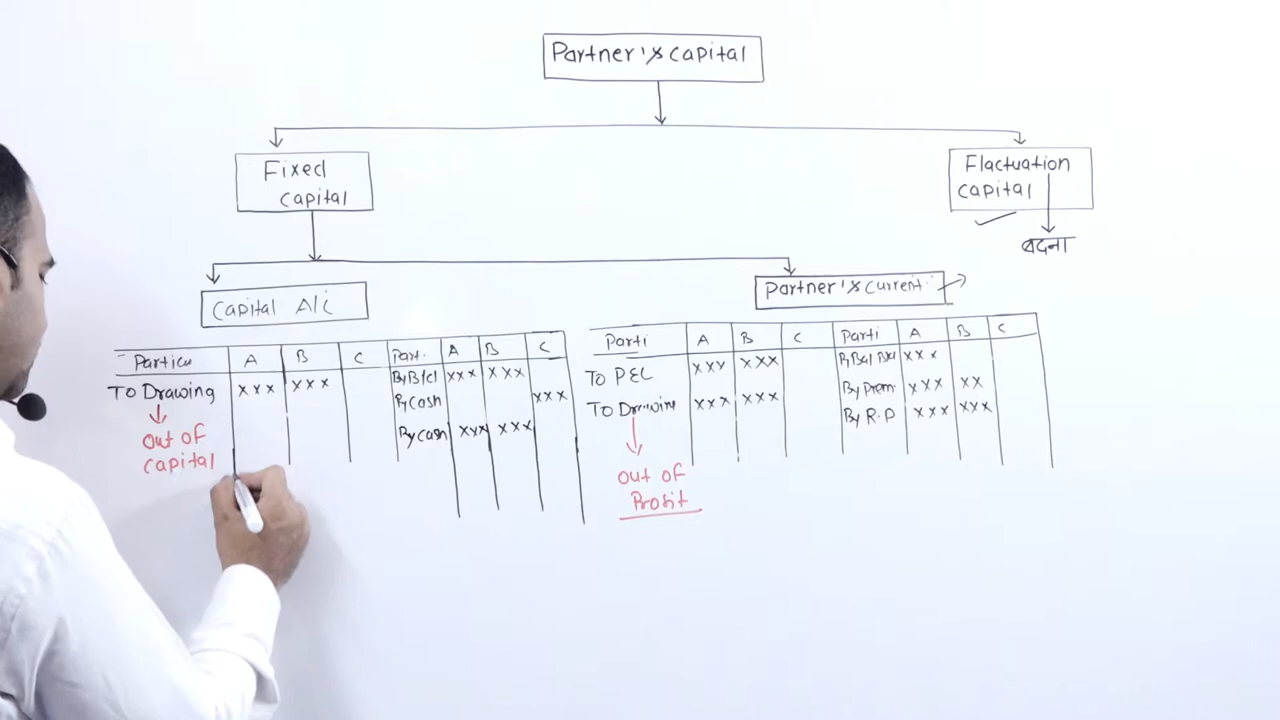 Partner's capital
Fixed
capital
Flactuation
capital
बदना
Capital A/c
Partner's Current
Particu A B C Part. A B C
To Drawing xxx xxx By B/cl xxx xxx
By Cash xxx
By Cash xxx xxx
out of
capital
Parti A B C Parti A B C
To P&L xxx xxx By Bal Bd xxx
To Drawing xxx xxx By Prem xxx xx
By R.P xxx xxx
out of
Profit